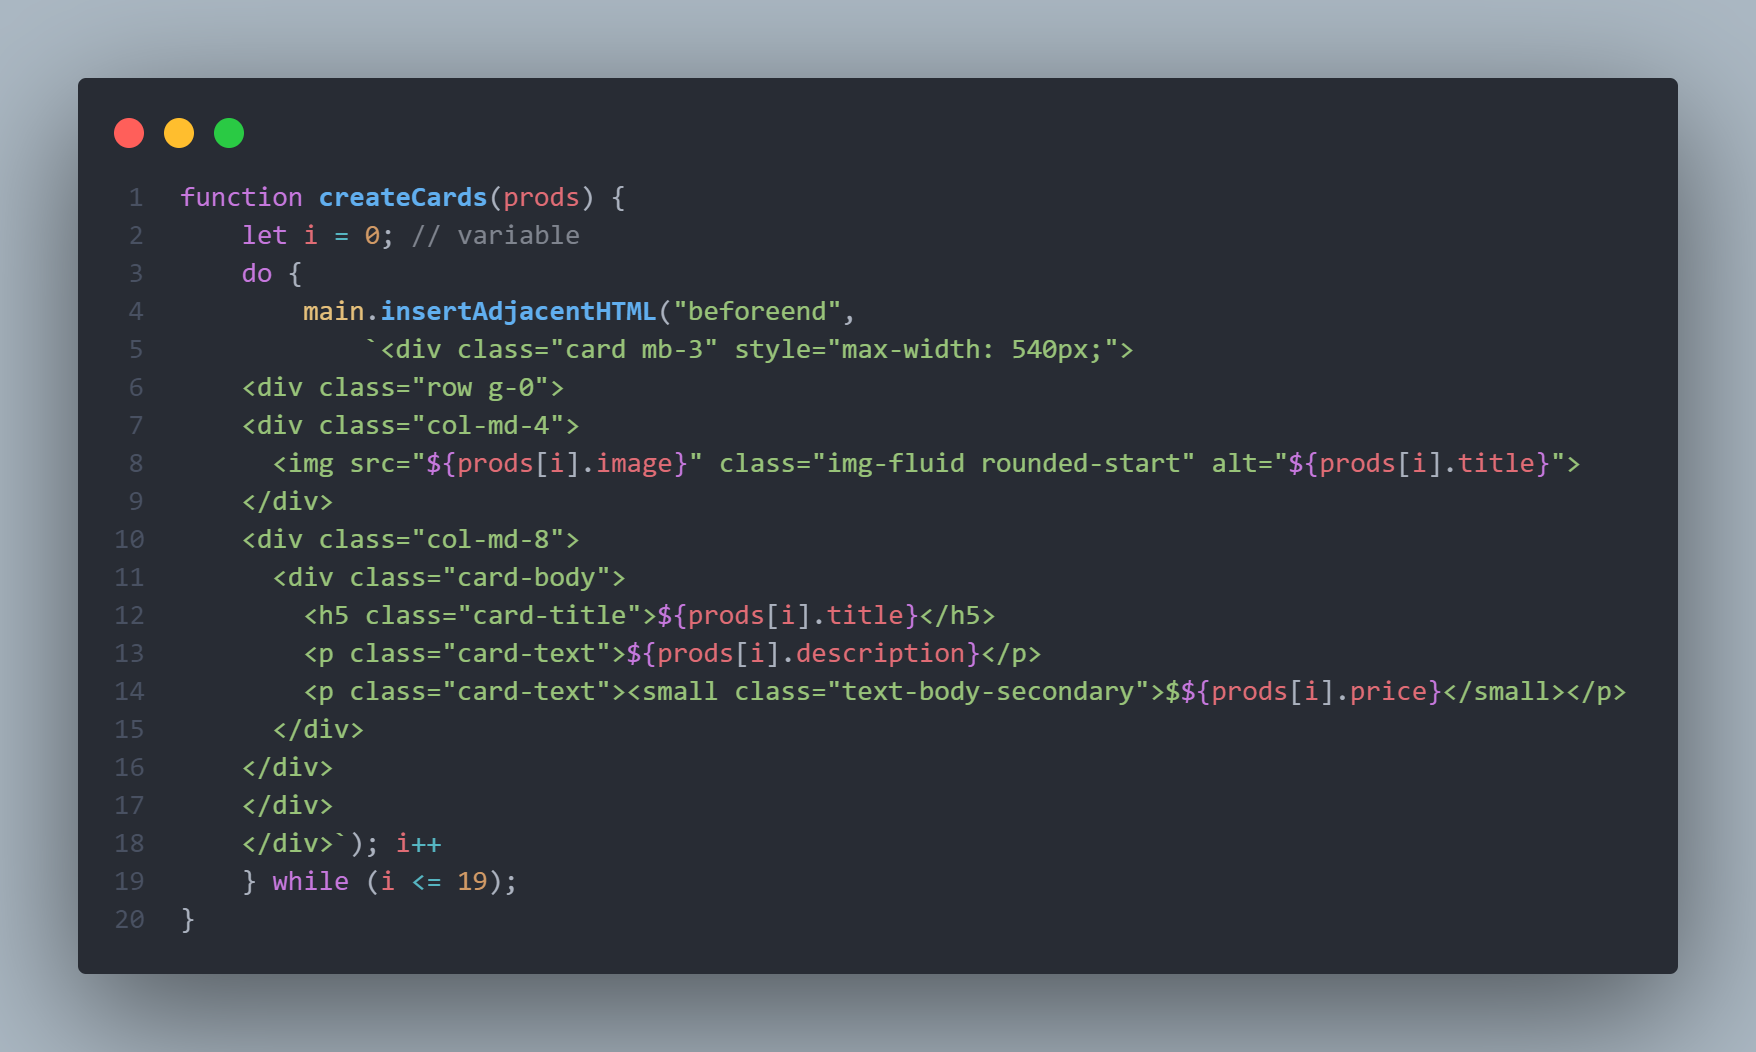 1 function createCards(prods) {
2     let i = 0; // variable
3     do {
4         main.insertAdjacentHTML("beforeend",
5             `<div class="card mb-3" style="max-width: 540px;">
6     <div class="row g-0">
7     <div class="col-md-4">
8       <img src="${prods[i].image}" class="img-fluid rounded-start" alt="${prods[i].title}">
9     </div>
10     <div class="col-md-8">
11       <div class="card-body">
12         <h5 class="card-title">${prods[i].title}</h5>
13         <p class="card-text">${prods[i].description}</p>
14         <p class="card-text"><small class="text-body-secondary">$${prods[i].price}</small></p>
15       </div>
16     </div>
17     </div>
18     </div>`); i++
19     } while (i <= 19);
20 }